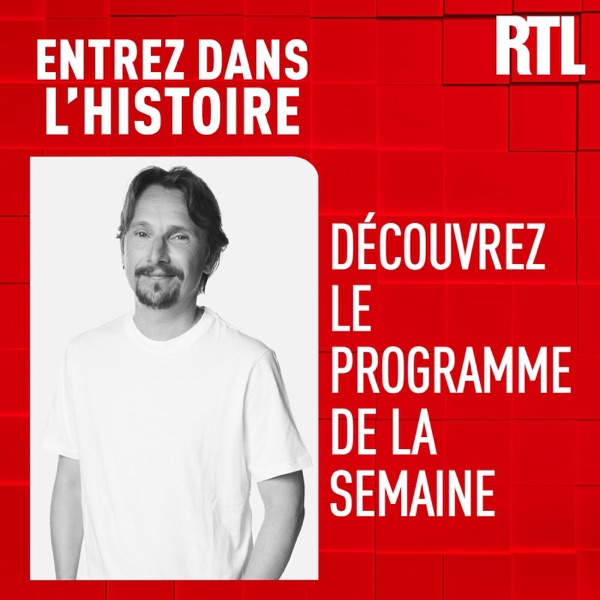 ENTREZ DANS
L'HISTOIRE
RTL
DÉCOUVREZ
LE
PROGRAMME
DE LA
SEMAINE